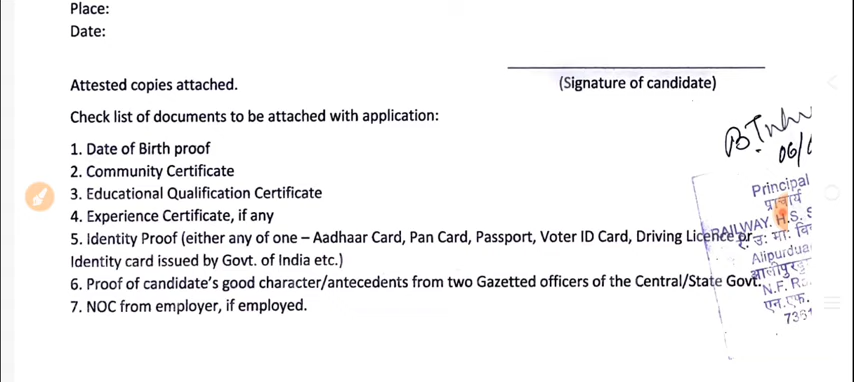 Place:
Date:
Attested copies attached.
(Signature of candidate)
Check list of documents to be attached with application:
1. Date of Birth proof
2. Community Certificate
3. Educational Qualification Certificate
4. Experience Certificate, if any
5. Identity Proof (either any of one – Aadhaar Card, Pan Card, Passport, Voter ID Card, Driving Licence or
Identity card issued by Govt. of India etc.)
6. Proof of candidate's good character/antecedents from two Gazetted officers of the Central/State Govt.
7. NOC from employer, if employed.
06/
Principal
प्राचार्य
RAILWAY. H.S. S
उ: मा: वि
Alipurdua
N.F. R
एन.एफ.